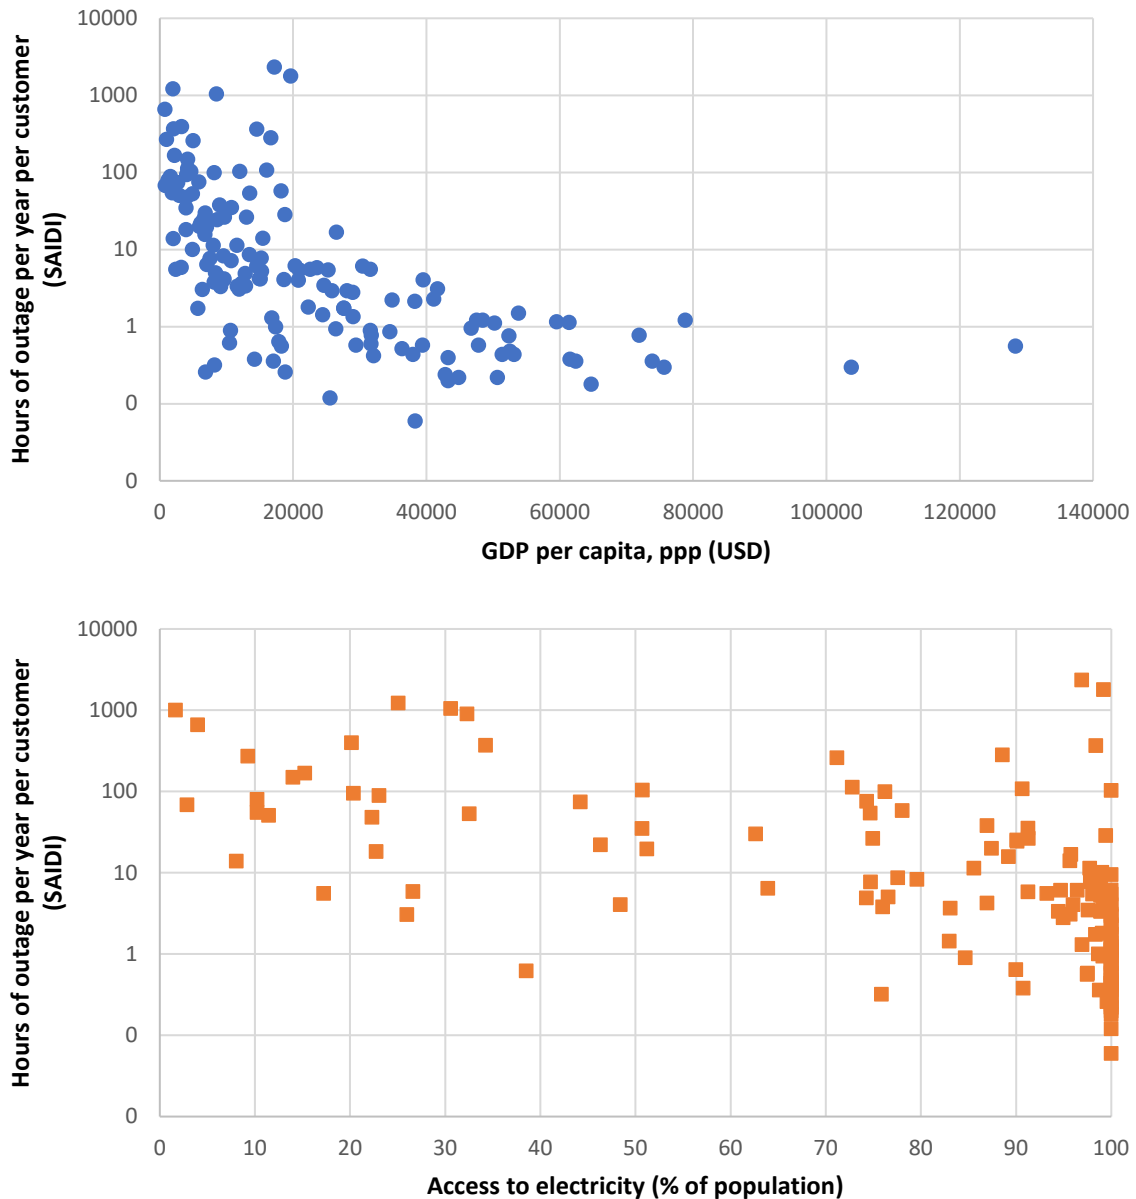 10000
1000
100
10
1
0
0
Hours of outage per year per customer
(SAIDI)
0 20000 40000 60000 80000 100000 120000 140000
GDP per capita, ppp (USD)
10000
1000
100
10
1
0
0
Hours of outage per year per customer
(SAIDI)
0 10 20 30 40 50 60 70 80 90 100
Access to electricity (% of population)